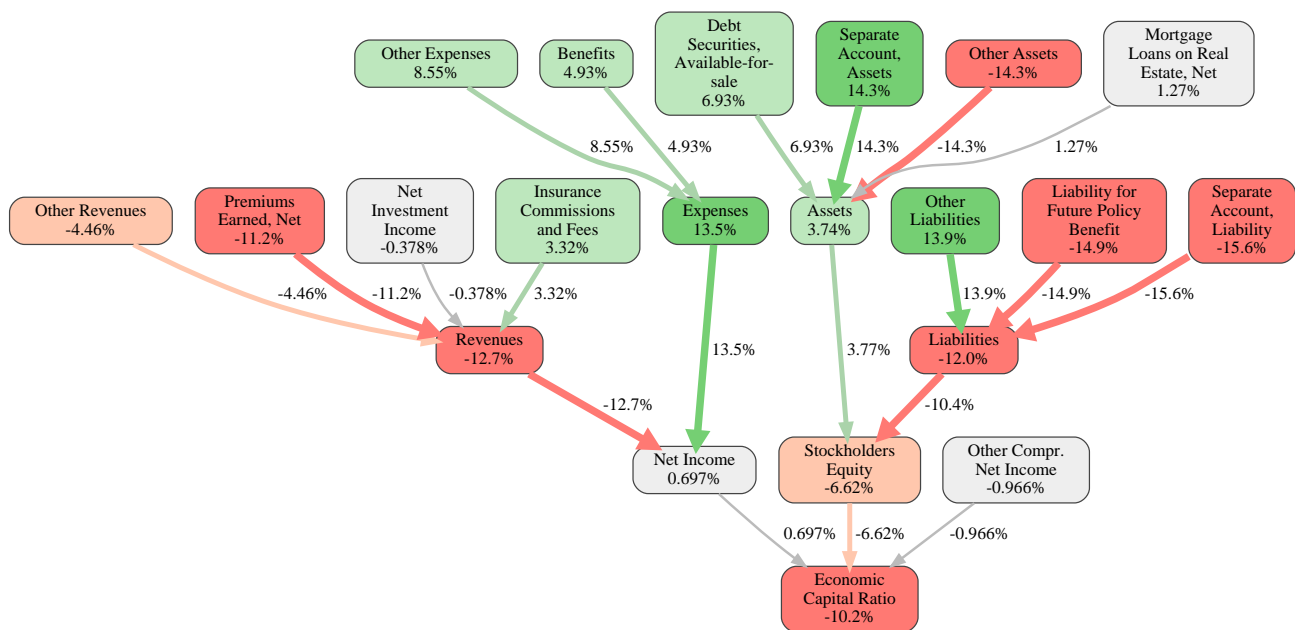 Other Expenses
8.55%
Benefits
4.93%
Debt
Securities,
Available-for-
sale
6.93%
Separate
Account,
Assets
14.3%
Other Assets
-14.3%
Mortgage
Loans on Real
Estate, Net
1.27%
8.55%
4.93%
6.93%
14.3%
-14.3%
1.27%
Other Revenues
-4.46%
Premiums
Earned, Net
-11.2%
Net
Investment
Income
-0.378%
Insurance
Commissions
and Fees
3.32%
Expenses
13.5%
Assets
3.74%
Other
Liabilities
13.9%
Liability for
Future Policy
Benefit
-14.9%
Separate
Account,
Liability
-15.6%
-4.46%
-11.2%
-0.378%
3.32%
13.9%
-14.9%
-15.6%
Revenues
-12.7%
13.5%
3.77%
Liabilities
-12.0%
-12.7%
-10.4%
Net Income
0.697%
Stockholders
Equity
-6.62%
Other Compr.
Net Income
-0.966%
0.697%
-6.62%
-0.966%
Economic
Capital Ratio
-10.2%